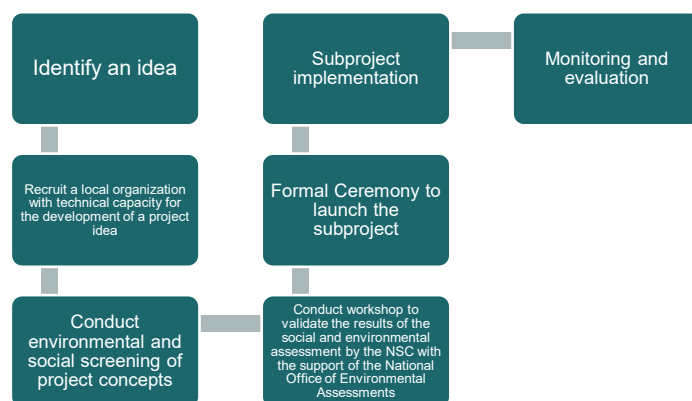 Identify an idea
Recruit a local organization
with technical capacity for
the development of a project
idea
Conduct
environmental and
social screening of
project concepts
Conduct workshop to
validate the results of the
social and environmental
assessment by the NSC with
the support of the National
Office of Environmental
Assessments
Formal Ceremony to
launch the
subproject
Subproject
implementation
Monitoring and
evaluation